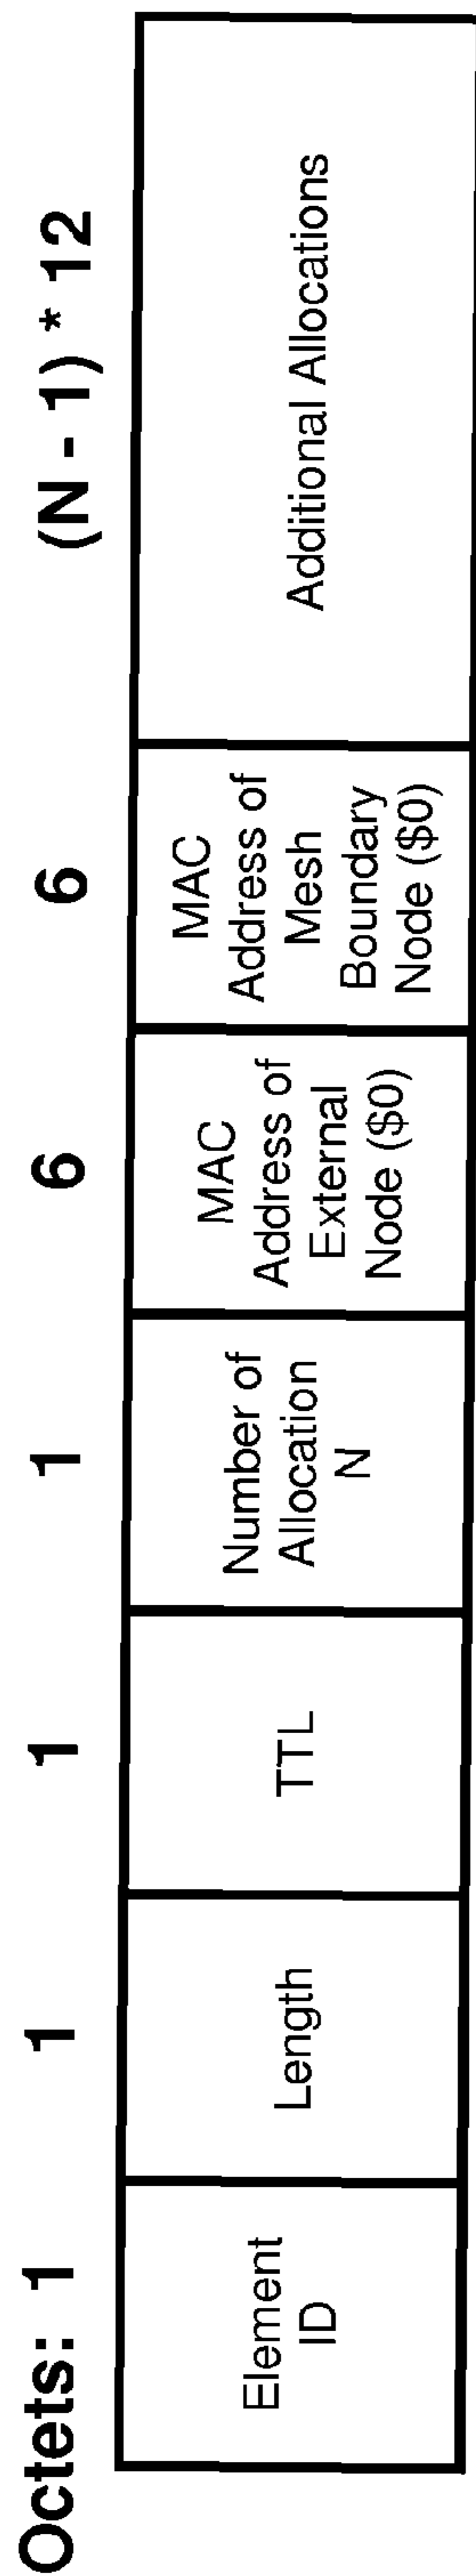 Octets: 1 1 1 1 6 6 (N - 1) * 12
Element
ID
Length
TTL
Number of
Allocation
N
MAC
Address of
External
Node ($0)
MAC
Address of
Mesh
Boundary
Node ($0)
Additional Allocations